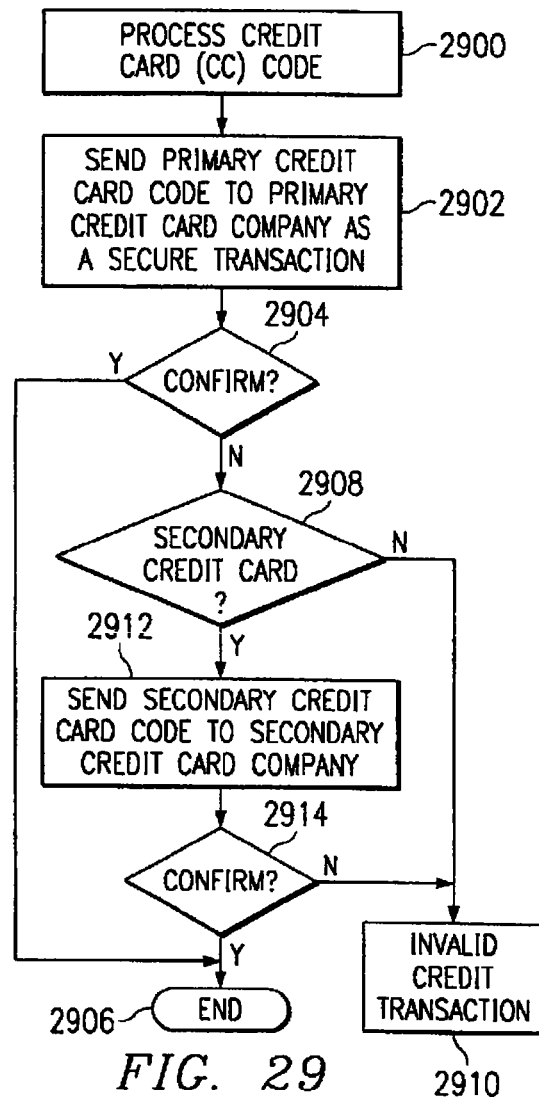 PROCESS CREDIT
CARD (CC) CODE
2900
SEND PRIMARY CREDIT
CARD CODE TO PRIMARY
CREDIT CARD COMPANY AS
A SECURE TRANSACTION
2902
2904
Y
CONFIRM?
N
2908
SECONDARY
CREDIT CARD
?
N
Y
2912
SEND SECONDARY CREDIT
CARD CODE TO SECONDARY
CREDIT CARD COMPANY
2914
CONFIRM?
N
Y
INVALID
CREDIT
TRANSACTION
2910
2906
END
FIG. 29